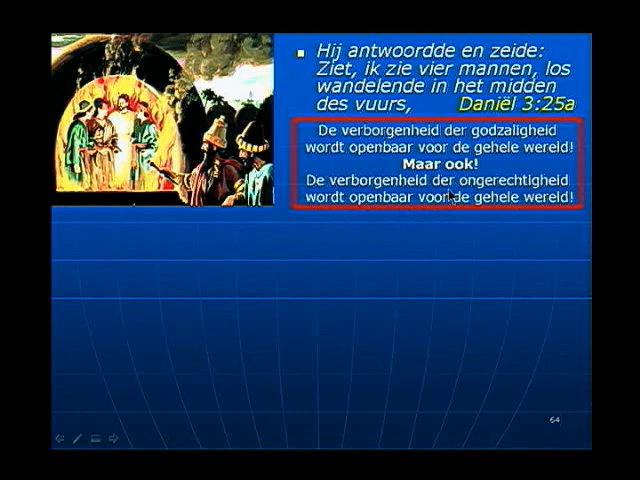 Hij antwoordde en zeide:
Ziet, ik zie vier mannen, los
wandelende in het midden
des vuurs, Daniël 3:25a
De verborgenheid der godzaligheid
wordt openbaar voor de gehele wereld!
Maar ook!
De verborgenheid der ongerechtigheid
wordt openbaar voor de gehele wereld!
64